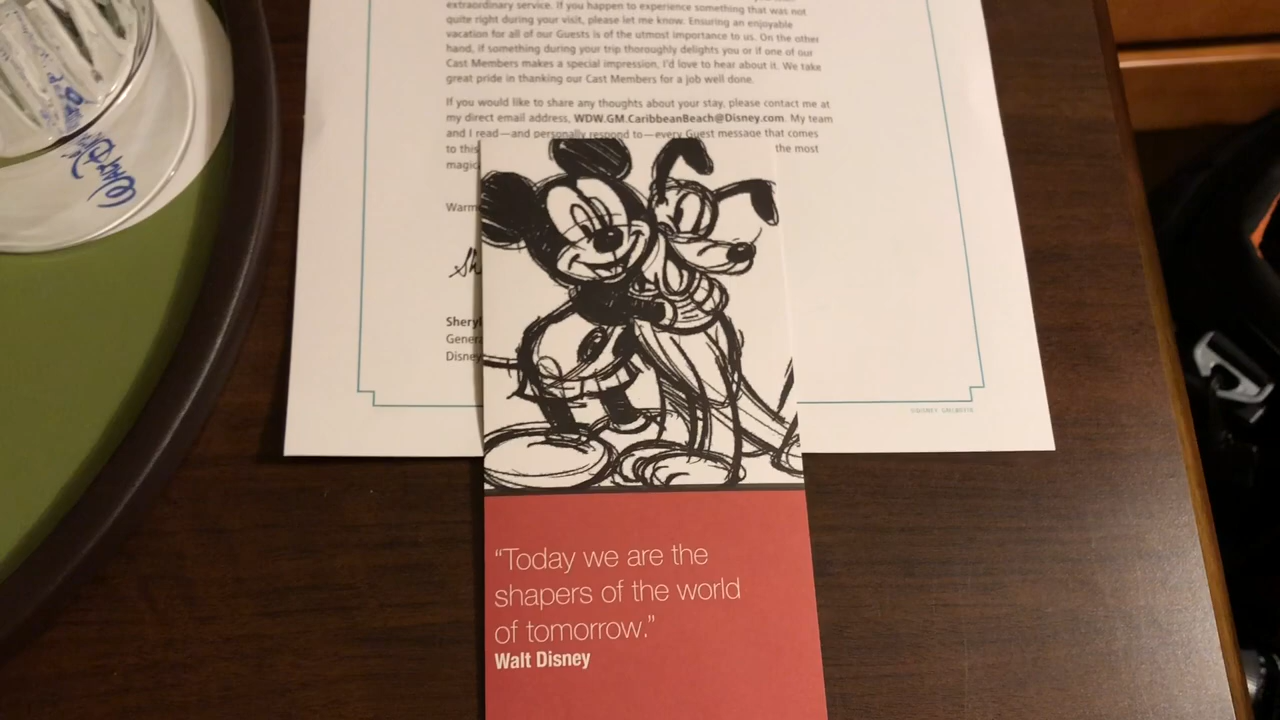 extraordinary service. If you happen to experience something that was not
quite right during your visit, please let me know. Ensuring an enjoyable
vacation for all of our Guests is of the utmost importance to us. On the other
hand, if something during your trip thoroughly delights you or if one of our
Cast Members makes a special impression, I'd love to hear about it. We take
great pride in thanking our Cast Members for a job well done.
If you would like to share any thoughts about your stay, please contact me at
my direct email address, WDW.GM.CaribbeanBeach@Disney.com. My team
and I read—and personally respond to—every Guest message that comes
to this the most
magic
Warm
Sh
Sheryl
Genera
Disney
©DISNEY
Walt Disney
"Today we are the
shapers of the world
of tomorrow."
Walt Disney